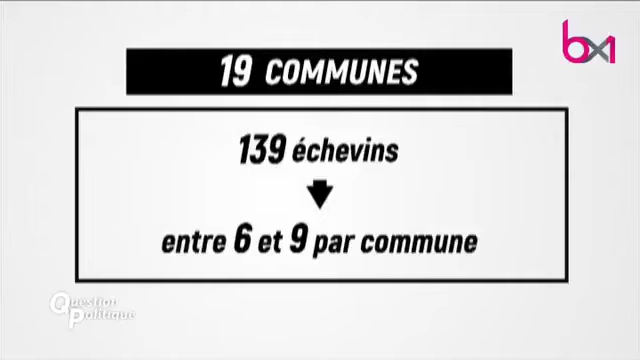 bx1
19 COMMUNES
139 échevins
entre 6 et 9 par commune
Question
Politique